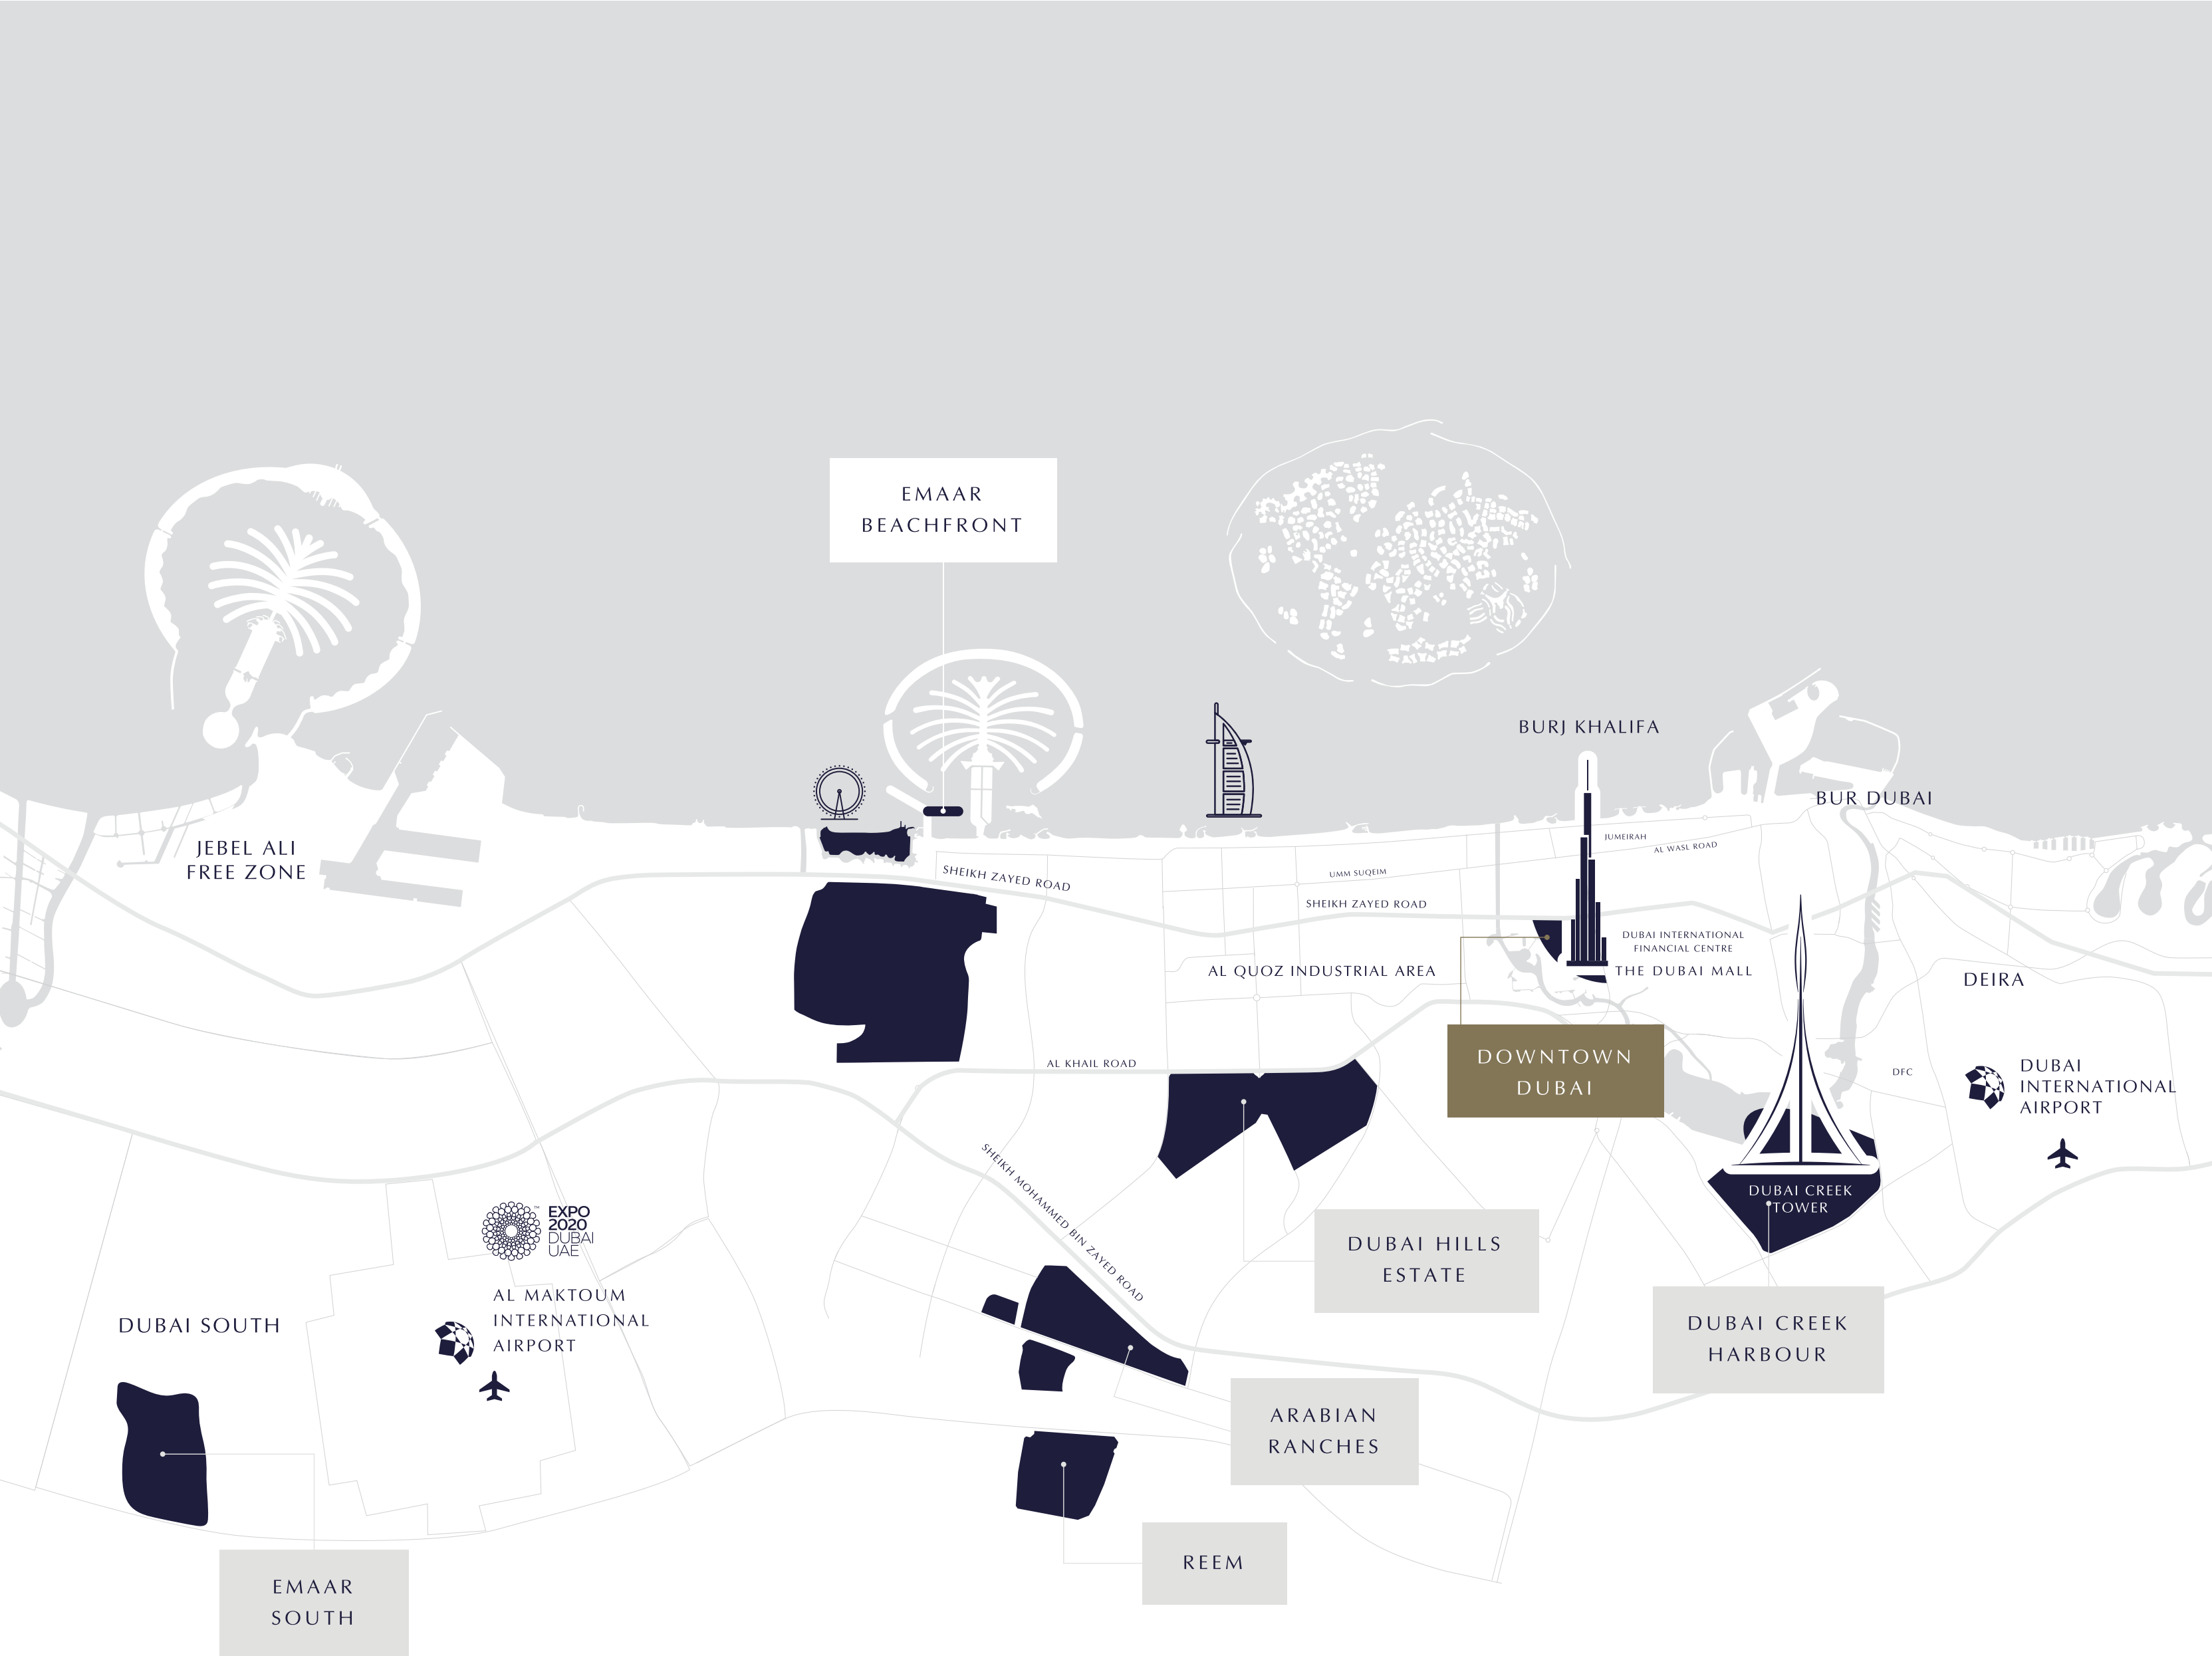 EMAAR
BEACHFRONT
BURJ KHALIFA
BUR DUBAI
JEBEL ALI
FREE ZONE
JUMEIRAH
AL WASL ROAD
SHEIKH ZAYED ROAD
UMM SUQEIM
SHEIKH ZAYED ROAD
DUBAI INTERNATIONAL
FINANCIAL CENTRE
THE DUBAI MALL
AL QUOZ INDUSTRIAL AREA
DEIRA
DOWNTOWN
DUBAI
AL KHAIL ROAD
DFC
DUBAI
INTERNATIONAL
AIRPORT
SHEIKH MOHAMMED BIN ZAYED ROAD
DUBAI CREEK
TOWER
EXPO
2020
DUBAI
UAE
TM
DUBAI HILLS
ESTATE
AL MAKTOUM
INTERNATIONAL
AIRPORT
DUBAI SOUTH
DUBAI CREEK
HARBOUR
ARABIAN
RANCHES
REEM
EMAAR
SOUTH